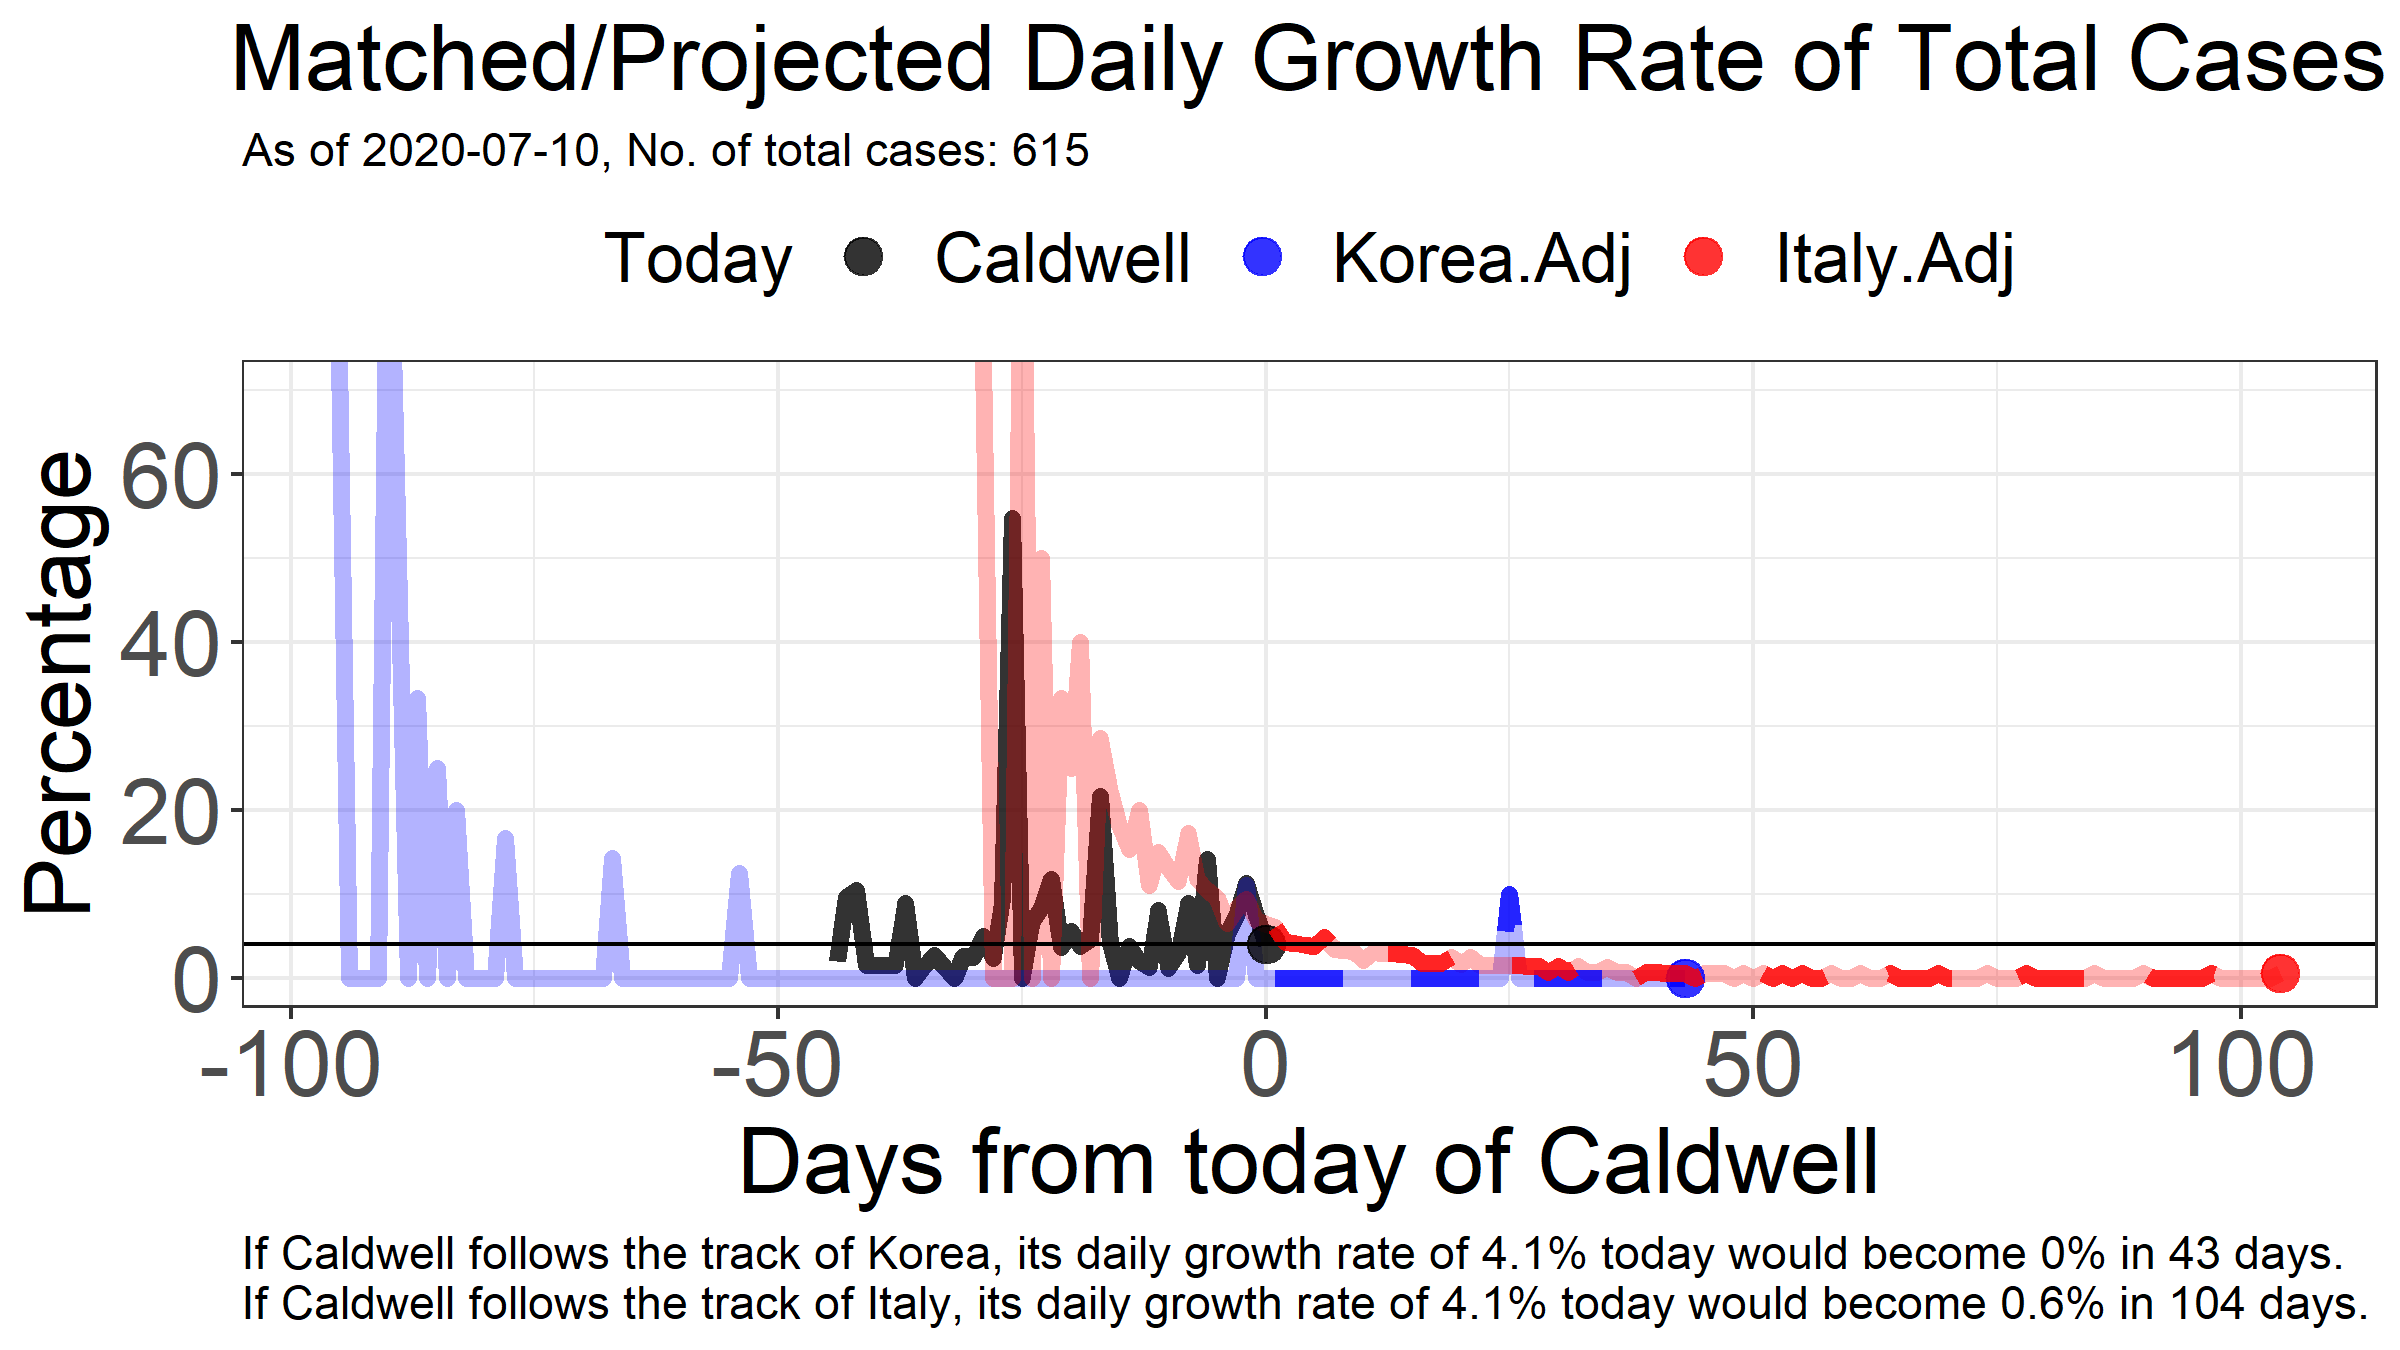 Matched/Projected Daily Growth Rate of Total Cases
As of 2020-07-10, No. of total cases: 615
Today Caldwell Korea.Adj Italy.Adj
Percentage
60
40
20
0
-100 -50 0 50 100
Days from today of Caldwell
If Caldwell follows the track of Korea, its daily growth rate of 4.1% today would become 0% in 43 days.
If Caldwell follows the track of Italy, its daily growth rate of 4.1% today would become 0.6% in 104 days.